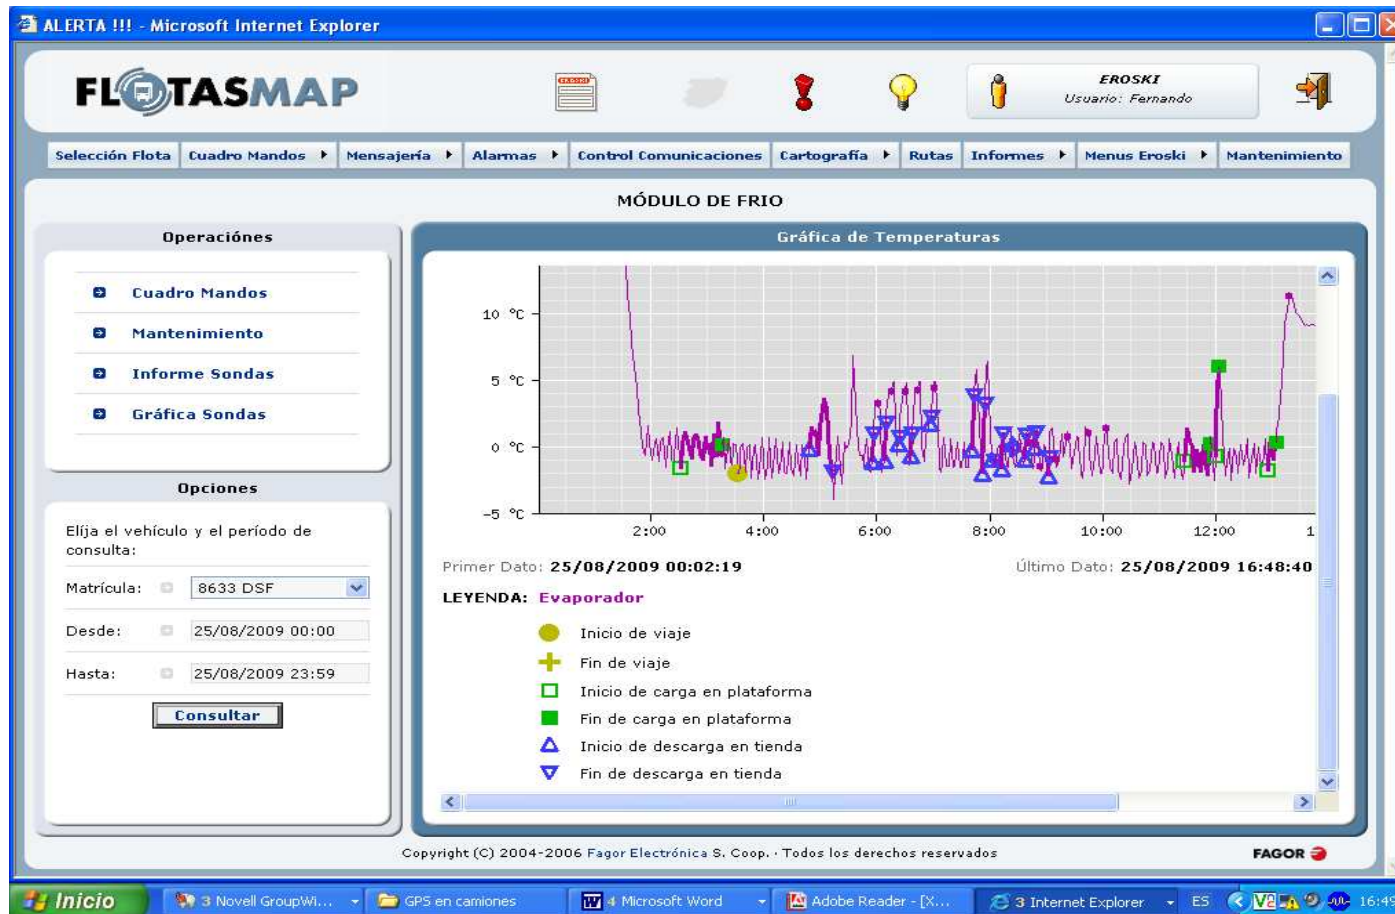 ALERTA !!! - Microsoft Internet Explorer
FLOTASMAP
EROSKI
EROSKI
Usuario: Fernando
Selección Flota Cuadro Mandos Mensajería Alarmas Control Comunicaciones Cartografía Rutas Informes Menus Eroski Mantenimiento
MÓDULO DE FRIO
Operaciónes
Cuadro Mandos
Mantenimiento
Informe Sondas
Gráfica Sondas
Opciones
Elíja el vehículo y el período de
consulta:
Matrícula: 8633 DSF
Desde: 25/08/2009 00:00
Hasta: 25/08/2009 23:59
Consultar
Gráfica de Temperaturas
10 °C
5 °C
0 °C
-5 °C
2:00 4:00 6:00 8:00 10:00 12:00 1
Primer Dato: 25/08/2009 00:02:19 Último Dato: 25/08/2009 16:48:40
LEYENDA: Evaporador
Inicio de viaje
Fin de viaje
Inicio de carga en plataforma
Fin de carga en plataforma
Inicio de descarga en tienda
Fin de descarga en tienda
Copyright (C) 2004-2006 Fagor Electrónica S. Coop. · Todos los derechos reservados
FAGOR
Inicio 3 Novell GroupWi... GPS en camiones 4 Microsoft Word Adobe Reader - [X... 3 Internet Explorer ES V2 16:49